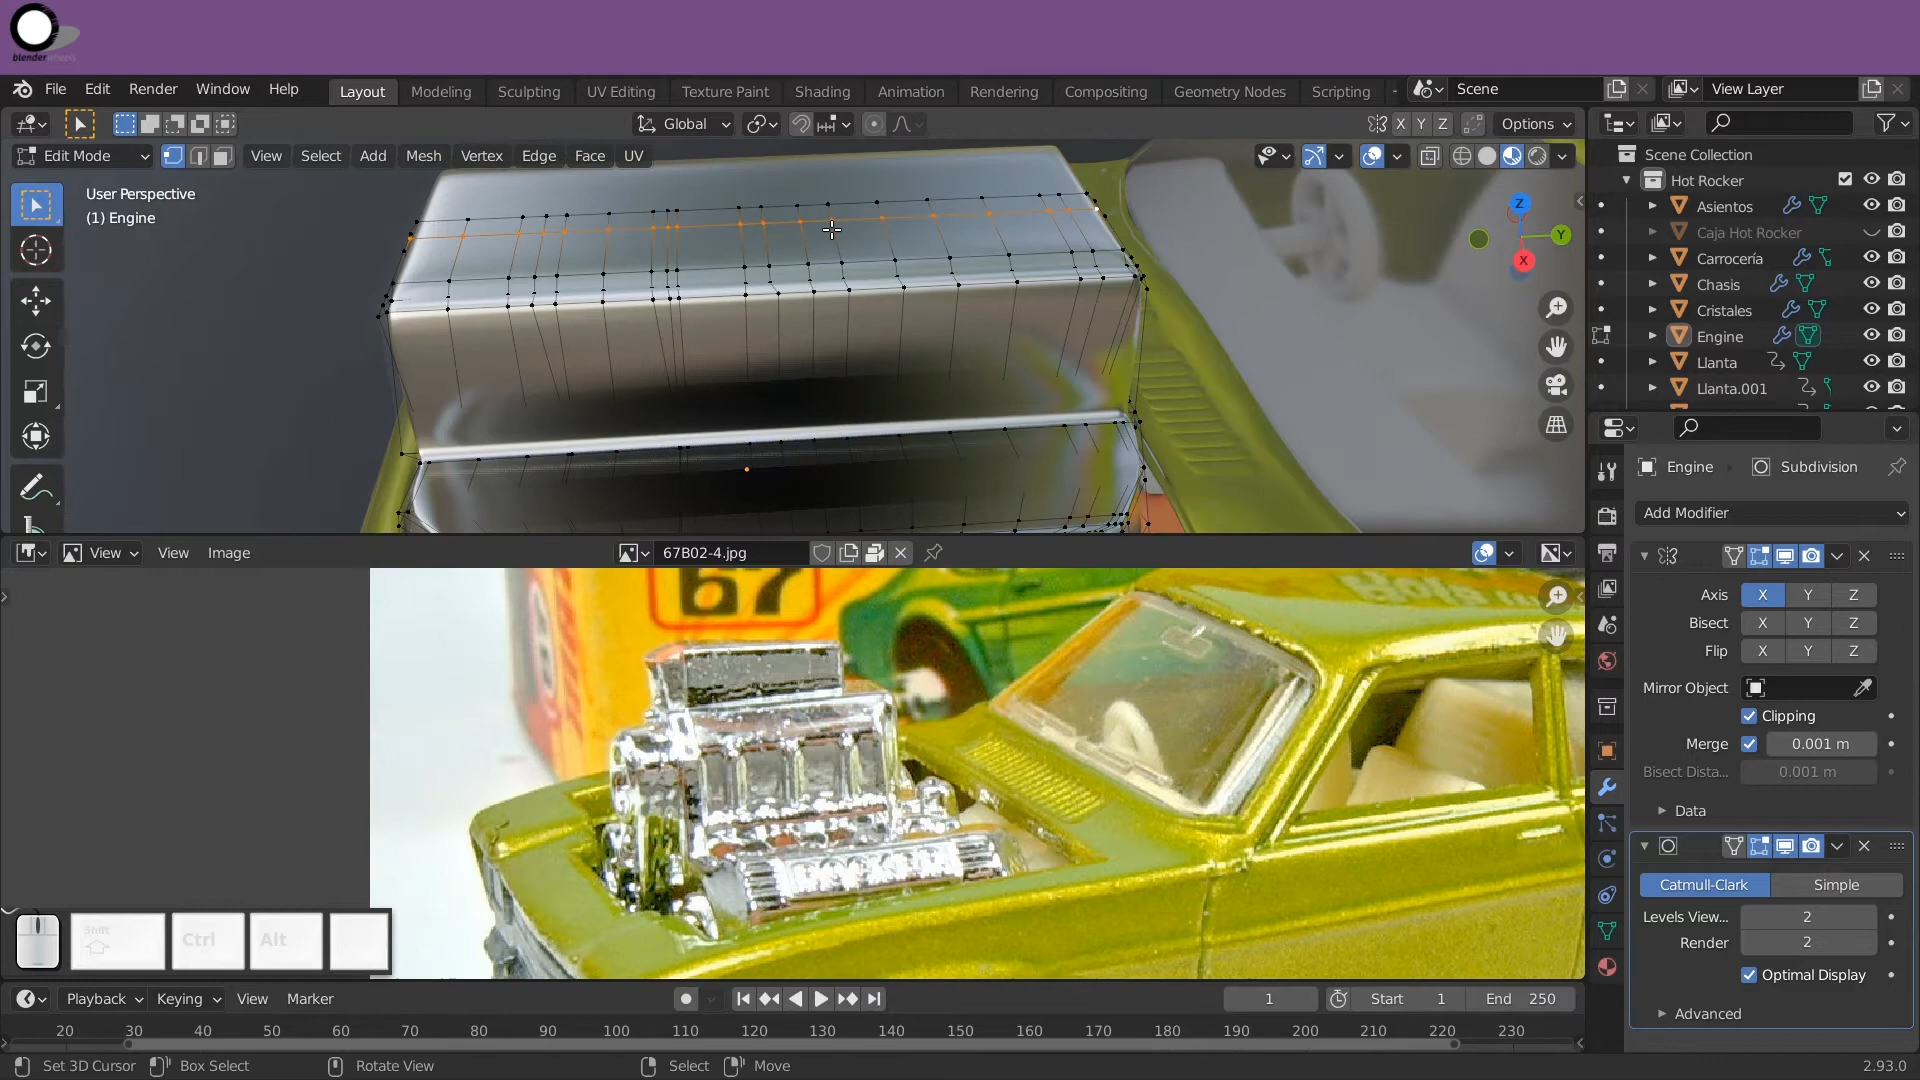 blenderwheels
File Edit Render Window Help Layout Modeling Sculpting UV Editing Texture Paint Shading Animation Rendering Compositing Geometry Nodes Scripting Scene View Layer
Global X Y Z Options
Edit Mode View Select Add Mesh Vertex Edge Face UV
User Perspective
(1) Engine
Z
Y
X
Scene Collection
Hot Rocker
Asientos
Caja Hot Rocker
Carrocería
Chasis
Cristales
Engine
Llanta
Llanta.001
Engine Subdivision
Add Modifier
Axis X Y Z
Bisect X Y Z
Flip X Y Z
Mirror Object
Clipping
Merge 0.001 m
Bisect Dista... 0.001 m
Data
Catmull-Clark Simple
Levels View... 2
Render 2
Optimal Display
Advanced
View View Image 67B02-4.jpg
67
Shift Ctrl Alt
Playback Keying View Marker 1 Start 1 End 250
20 30 40 50 60 70 80 90 100 110 120 130 140 150 160 170 180 190 200 210 220 230
Set 3D Cursor Box Select Rotate View Select Move 2.93.0